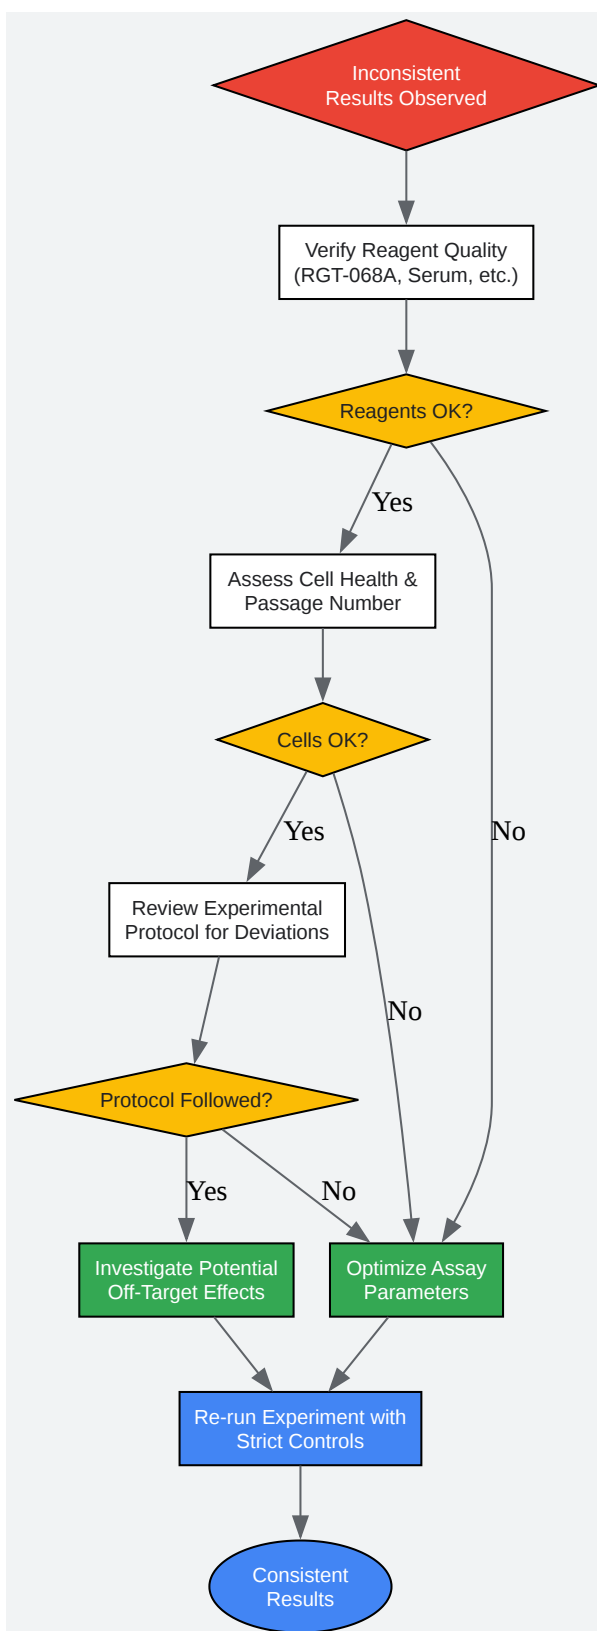 Inconsistent
Results Observed
Verify Reagent Quality
(RGT-068A, Serum, etc.)
Reagents OK?
Yes
Assess Cell Health &
Passage Number
Cells OK?
Yes
No
Review Experimental
Protocol for Deviations
No
Protocol Followed?
Yes
No
Investigate Potential
Off-Target Effects
Optimize Assay
Parameters
Re-run Experiment with
Strict Controls
Consistent
Results